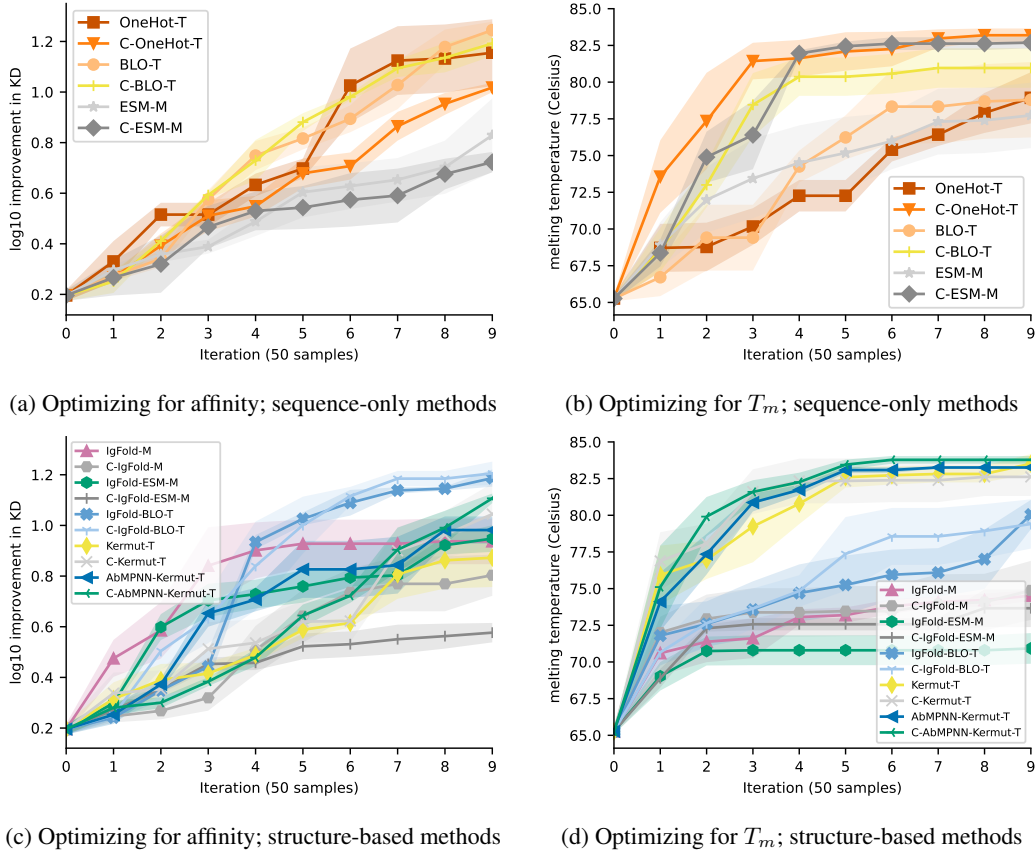 1.2
1.0
0.8
0.6
0.4
0.2
log10 improvement in KD
OneHot-T
C-OneHot-T
BLO-T
C-BLO-T
ESM-M
C-ESM-M
0 1 2 3 4 5 6 7 8 9
Iteration (50 samples)
(a) Optimizing for affinity; sequence-only methods
85.0
82.5
80.0
77.5
75.0
72.5
70.0
67.5
65.0
melting temperature (Celsius)
OneHot-T
C-OneHot-T
BLO-T
C-BLO-T
ESM-M
C-ESM-M
0 1 2 3 4 5 6 7 8 9
Iteration (50 samples)
(b) Optimizing for T_m; sequence-only methods
1.2
1.0
0.8
0.6
0.4
0.2
log10 improvement in KD
IgFold-M
C-IgFold-M
IgFold-ESM-M
C-IgFold-ESM-M
IgFold-BLO-T
C-IgFold-BLO-T
Kermut-T
C-Kermut-T
AbMPNN-Kermut-T
C-AbMPNN-Kermut-T
0 1 2 3 4 5 6 7 8 9
Iteration (50 samples)
(c) Optimizing for affinity; structure-based methods
85.0
82.5
80.0
77.5
75.0
72.5
70.0
67.5
65.0
melting temperature (Celsius)
IgFold-M
C-IgFold-M
IgFold-ESM-M
C-IgFold-ESM-M
IgFold-BLO-T
C-IgFold-BLO-T
Kermut-T
C-Kermut-T
AbMPNN-Kermut-T
C-AbMPNN-Kermut-T
0 1 2 3 4 5 6 7 8 9
Iteration (50 samples)
(d) Optimizing for T_m; structure-based methods